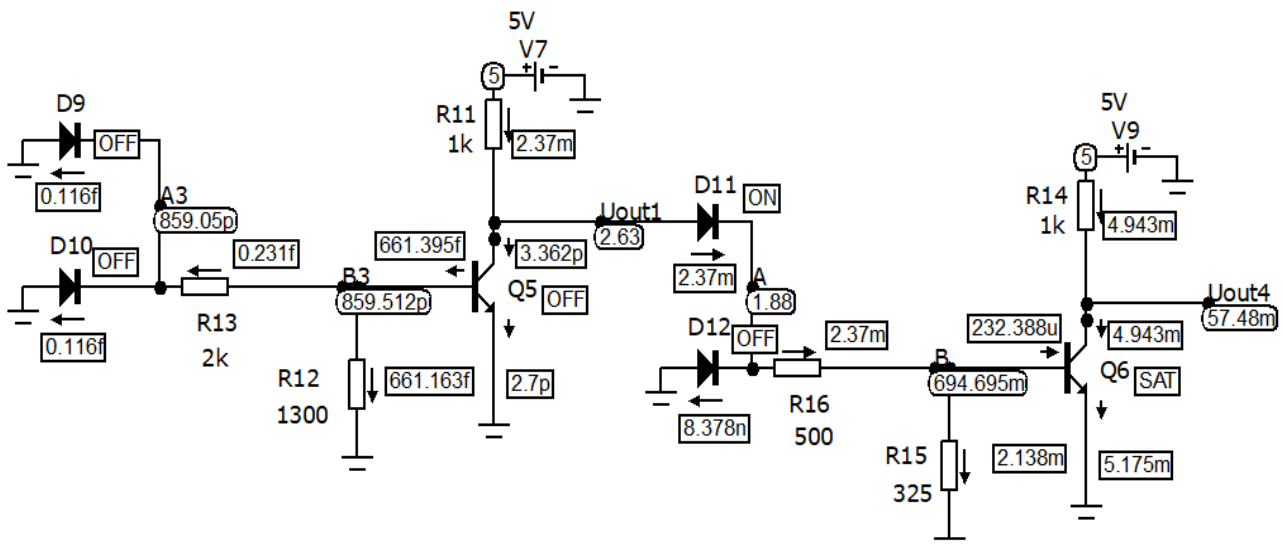 5V
V7
5
D9
OFF
R11
1k
2.37m
5V
V9
5
0.116f
A3
859.05p
D11
ON
R14
1k
4.943m
Uout1
2.63
D10
OFF
0.231f
661.395f
3.362p
2.37m
A
1.88
Uout4
57.48m
B3
859.512p
Q5
OFF
D12
OFF
2.37m
232.388u
4.943m
0.116f
R13
2k
B
694.695m
Q6
SAT
R12
1300
661.163f
2.7p
8.378n
R16
500
R15
325
2.138m
5.175m